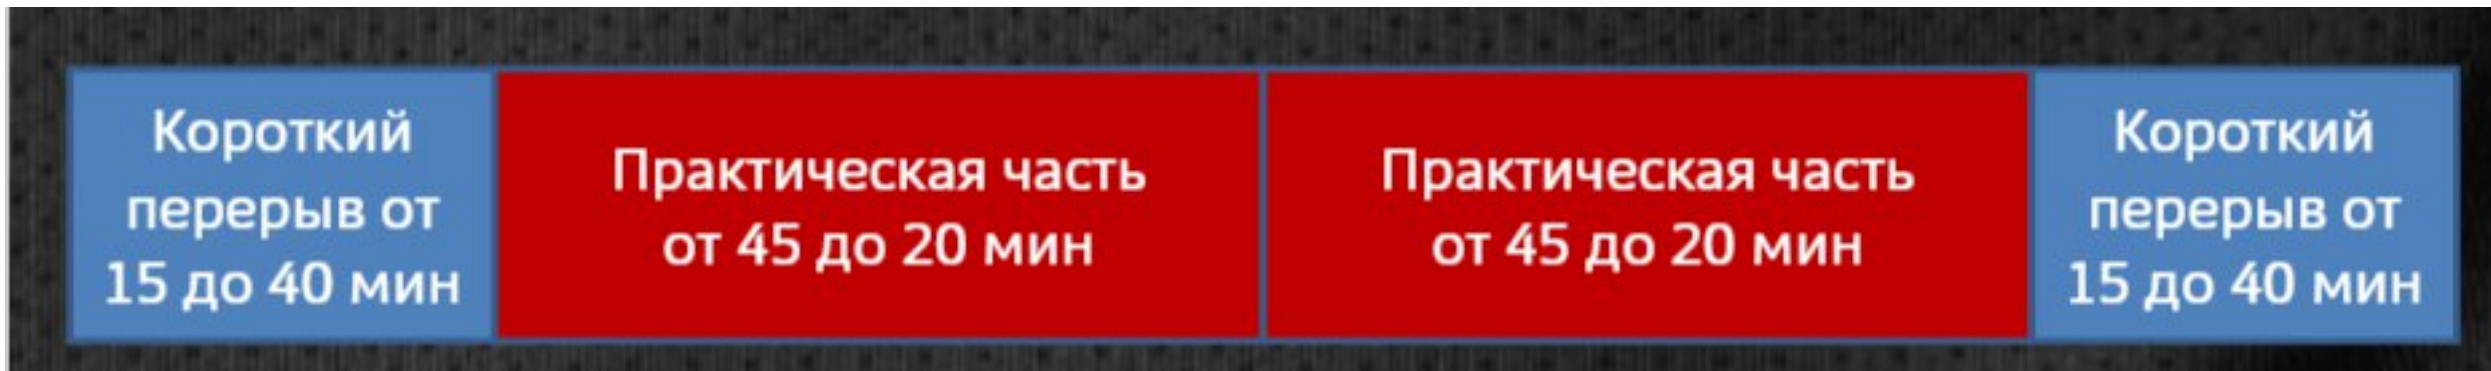 Короткий
перерыв от
15 до 40 мин
Практическая часть
от 45 до 20 мин
Практическая часть
от 45 до 20 мин
Короткий
перерыв от
15 до 40 мин